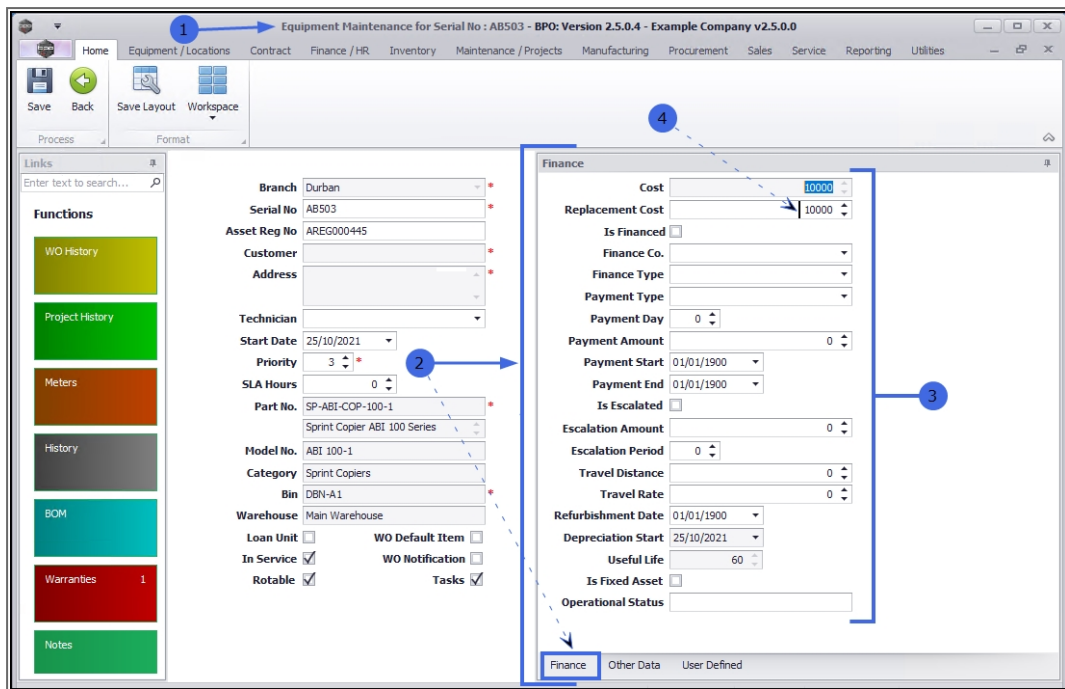 1
Equipment Maintenance for Serial No : AB503 - BPO: Version 2.5.0.4 - Example Company v2.5.0.0
Home Equipment / Locations Contract Finance / HR Inventory Maintenance / Projects Manufacturing Procurement Sales Service Reporting Utilities
Save Back Save Layout Workspace
Process Format
4
Links
Enter text to search...
Functions
WO History
Project History
Meters
History
BOM
Warranties 1
Notes
Branch Durban *
Serial No AB503 *
Asset Reg No AREG000445
Customer *
Address *
Technician
Start Date 25/10/2021
Priority 3 *
SLA Hours 0
Part No. SP-ABI-COP-100-1 *
Sprint Copier ABI 100 Series
Model No. ABI 100-1
Category Sprint Copiers
Bin DBN-A1 *
Warehouse Main Warehouse
Loan Unit WO Default Item
In Service WO Notification
Rotable Tasks
2
Finance
Cost 10000
Replacement Cost 10000
Is Financed
Finance Co.
Finance Type
Payment Type
Payment Day 0
Payment Amount 0
Payment Start 01/01/1900
Payment End 01/01/1900
Is Escalated
Escalation Amount 0
Escalation Period 0
Travel Distance 0
Travel Rate 0
Refurbishment Date 01/01/1900
Depreciation Start 25/10/2021
Useful Life 60
Is Fixed Asset
Operational Status
3
Finance Other Data User Defined